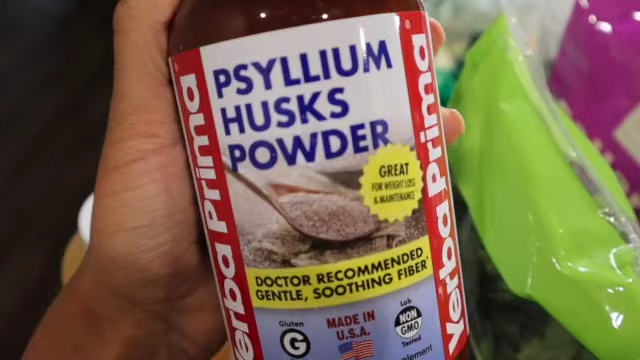 PSYLLIUM
HUSKS
POWDER
Yerba Prima
Yerba Prima
GREAT
FOR WEIGHT LOSS
& MAINTENANCE
DOCTOR RECOMMENDED
GENTLE, SOOTHING FIBER*
Gluten
G
MADE IN
U.S.A.
Lab
NON
GMO
Tested